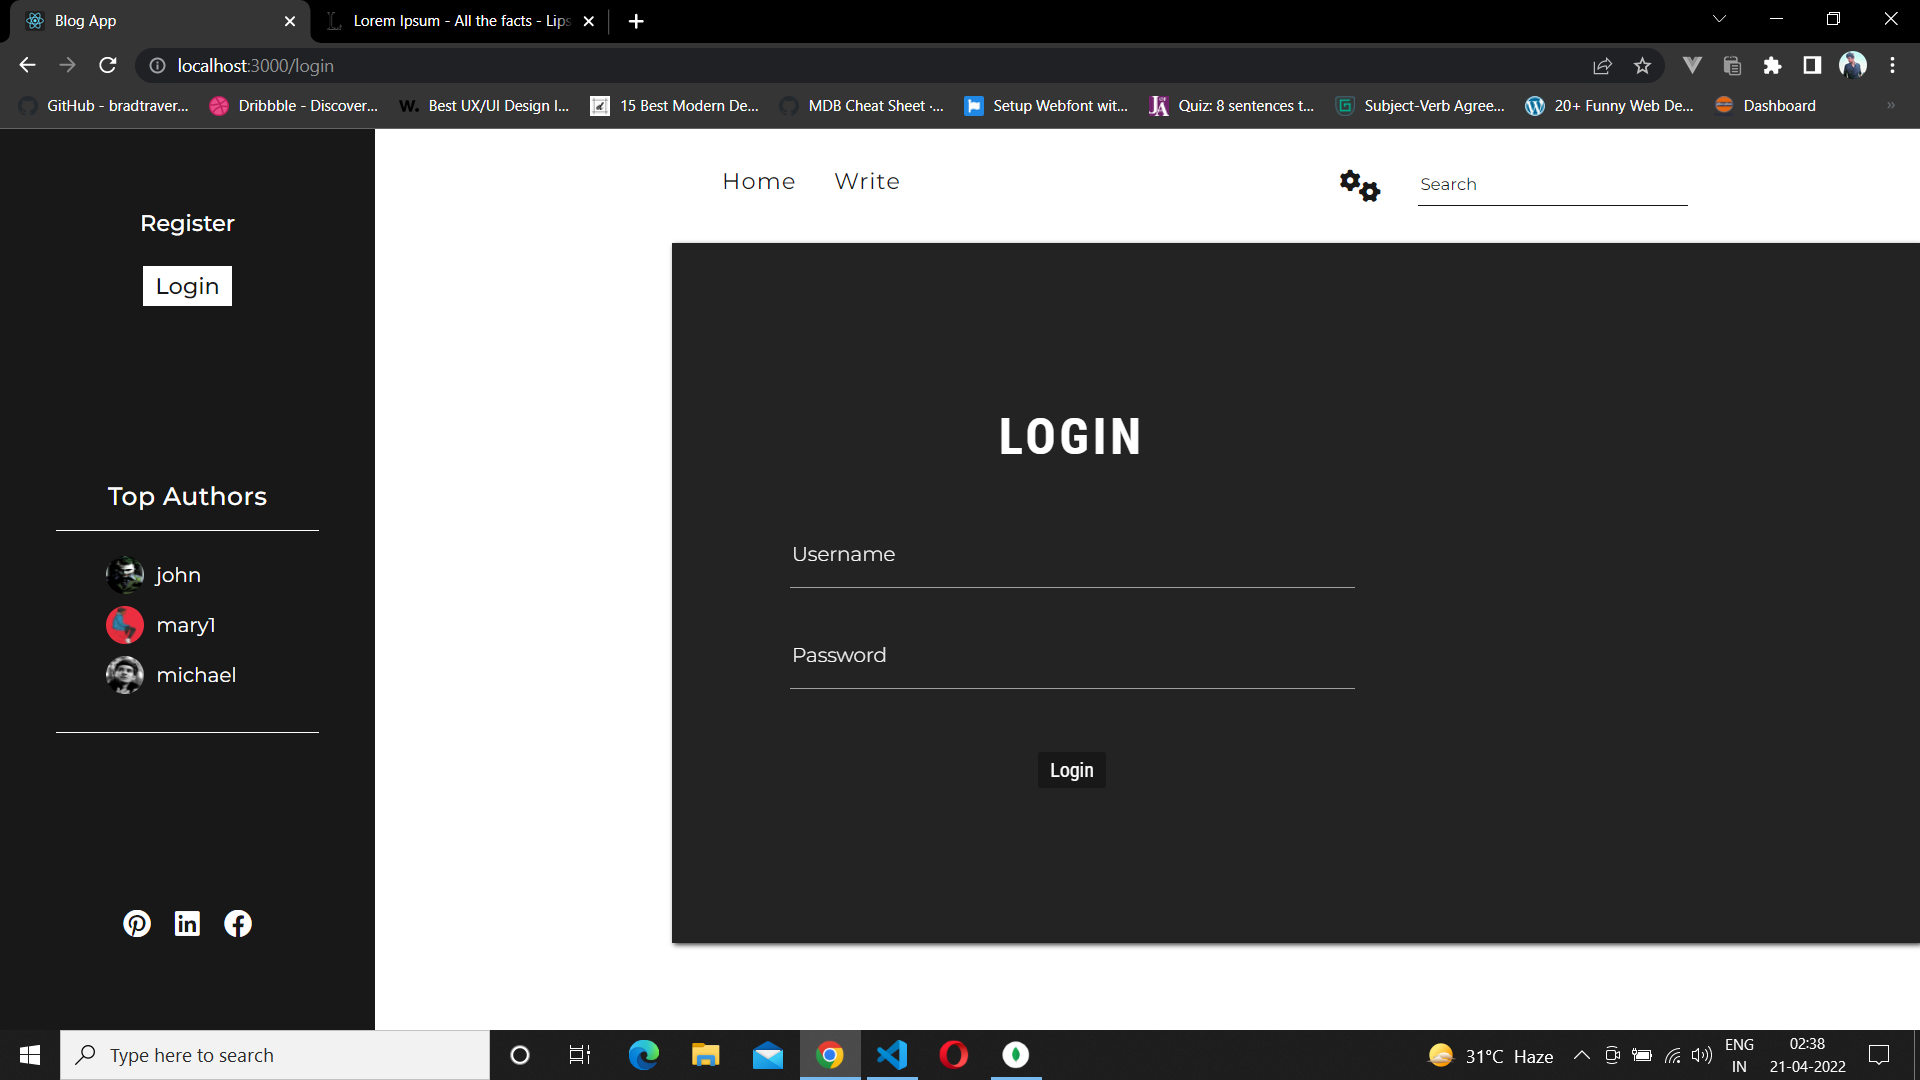 Blog App
Lorem Ipsum - All the facts - Lips
localhost:3000/login
GitHub - bradtraver...
Dribbble - Discover...
W. Best UX/UI Design I...
15 Best Modern De...
MDB Cheat Sheet ·...
Setup Webfont wit...
JA Quiz: 8 sentences t...
Subject-Verb Agree...
20+ Funny Web De...
Dashboard
»
Home Write
Search
Register
Login
LOGIN
Username
Password
Login
Top Authors
john
mary1
michael
Type here to search
31°C Haze
ENG
IN
02:38
21-04-2022